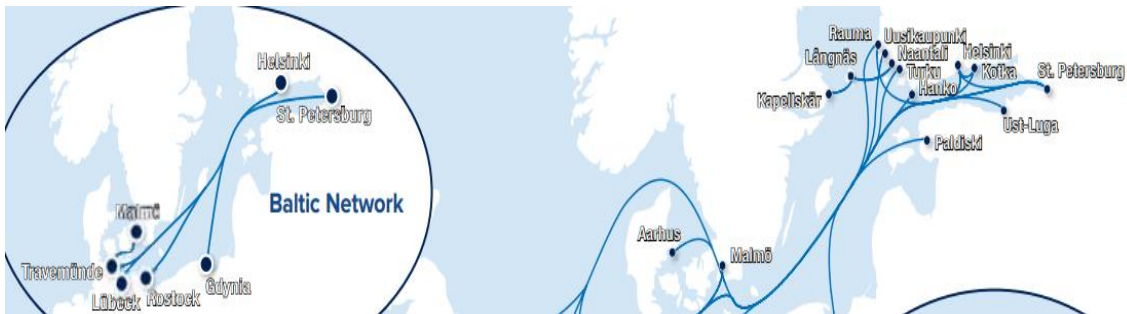 Helsinki
St. Petersburg
Baltic Network
Malmö
Travemünde
Lübeck
Rostock
Gdynia
Rauma
Uusikaupunki
Naantali
Långnäs
Turku
Helsinki
Kotka
St. Petersburg
Hanko
Kapellskär
Ust-Luga
Paldiski
Aarhus
Malmö